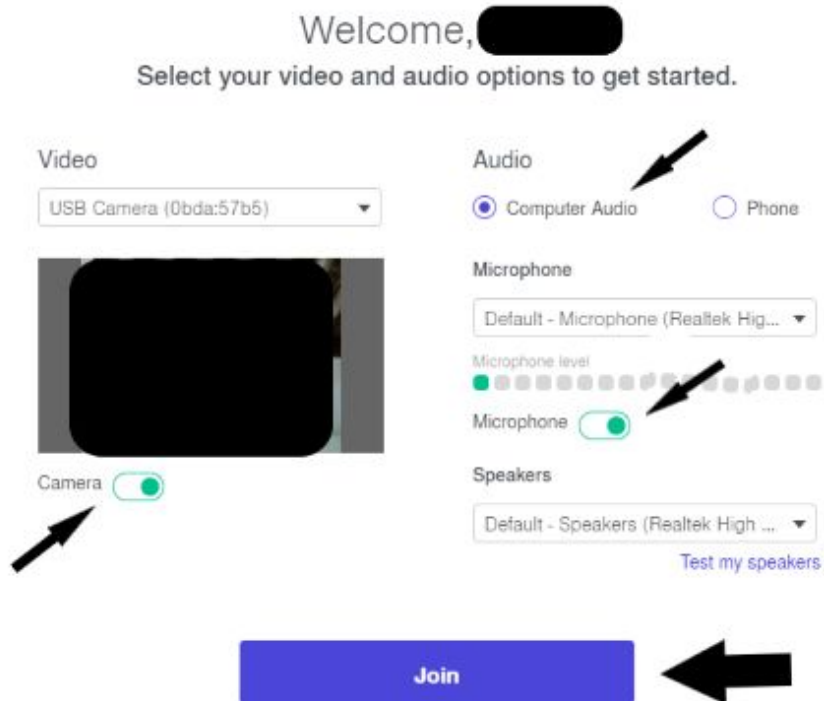 Welcome,
Select your video and audio options to get started.
Video
USB Camera (0bda:57b5)
Camera
Audio
Computer Audio
Phone
Microphone
Default - Microphone (Realtek Hig...
Microphone level
Microphone
Speakers
Default - Speakers (Realtek High ...
Test my speakers
Join